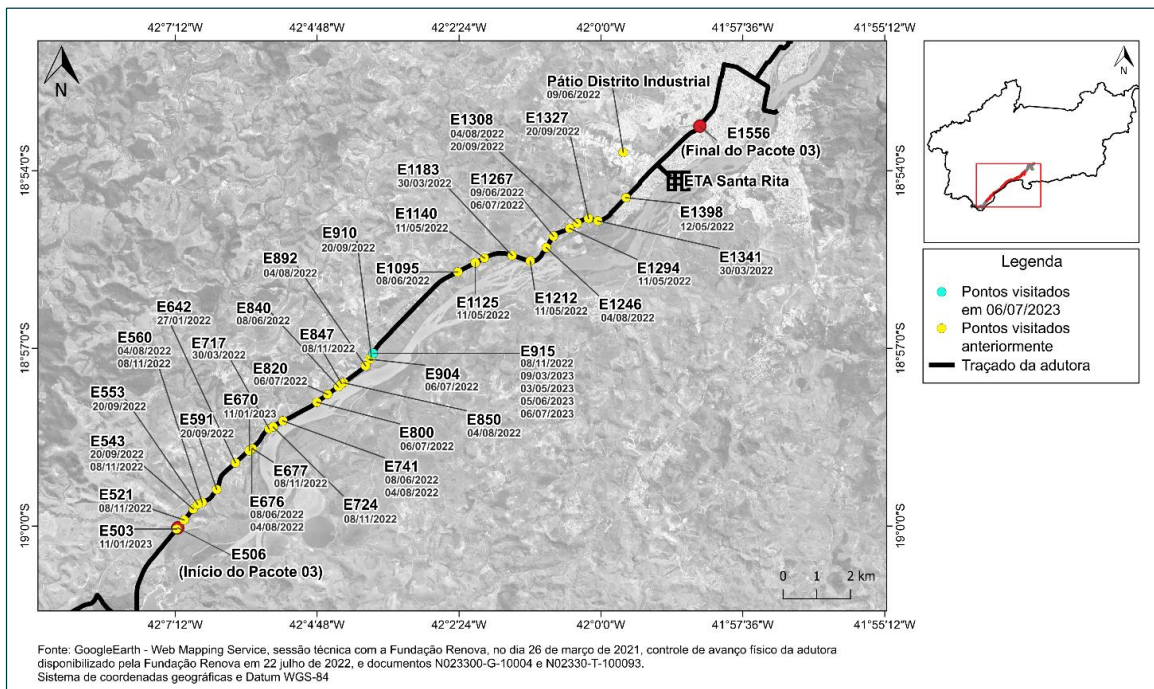 42°7'12"W 42°4'48"W 42°2'24"W 42°0'0"W 41°57'36"W 41°55'12"W
N
Pátio Distrito Industrial
09/06/2022
E1308
04/08/2022
20/09/2022
E1327
20/09/2022
E1556
(Final do Pacote 03)
E1183
30/03/2022
E1267
09/06/2022
06/07/2022
ETA Santa Rita
E1140
11/05/2022
E1398
12/05/2022
E910
20/09/2022
E892
04/08/2022
E1095
08/06/2022
E1341
30/03/2022
E1294
11/05/2022
E1125
11/05/2022
E1212
11/05/2022
E1246
04/08/2022
E642
27/01/2022
E840
08/06/2022
E847
08/11/2022
E560
04/08/2022
08/11/2022
E717
30/03/2022
E820
06/07/2022
E904
06/07/2022
E915
08/11/2022
09/03/2023
03/05/2023
05/06/2023
06/07/2023
E553
20/09/2022
E591
20/09/2022
E670
11/01/2023
E850
04/08/2022
E800
06/07/2022
E543
20/09/2022
08/11/2022
E741
08/06/2022
04/08/2022
E677
08/11/2022
E521
08/11/2022
E676
08/06/2022
04/08/2022
E724
08/11/2022
E503
11/01/2023
E506
(Início do Pacote 03)
0 1 2 km
18°54'0"S
18°57'0"S
19°0'0"S
18°54'0"S
18°57'0"S
19°0'0"S
42°7'12"W 42°4'48"W 42°2'24"W 42°0'0"W 41°57'36"W 41°55'12"W
N
Legenda
Pontos visitados
em 06/07/2023
Pontos visitados
anteriormente
Traçado da adutora
Fonte: GoogleEarth - Web Mapping Service, sessão técnica com a Fundação Renova, no dia 26 de março de 2021, controle de avanço físico da adutora
disponibilizado pela Fundação Renova em 22 julho de 2022, e documentos N023300-G-10004 e N02330-T-100093.
Sistema de coordenadas geográficas e Datum WGS-84